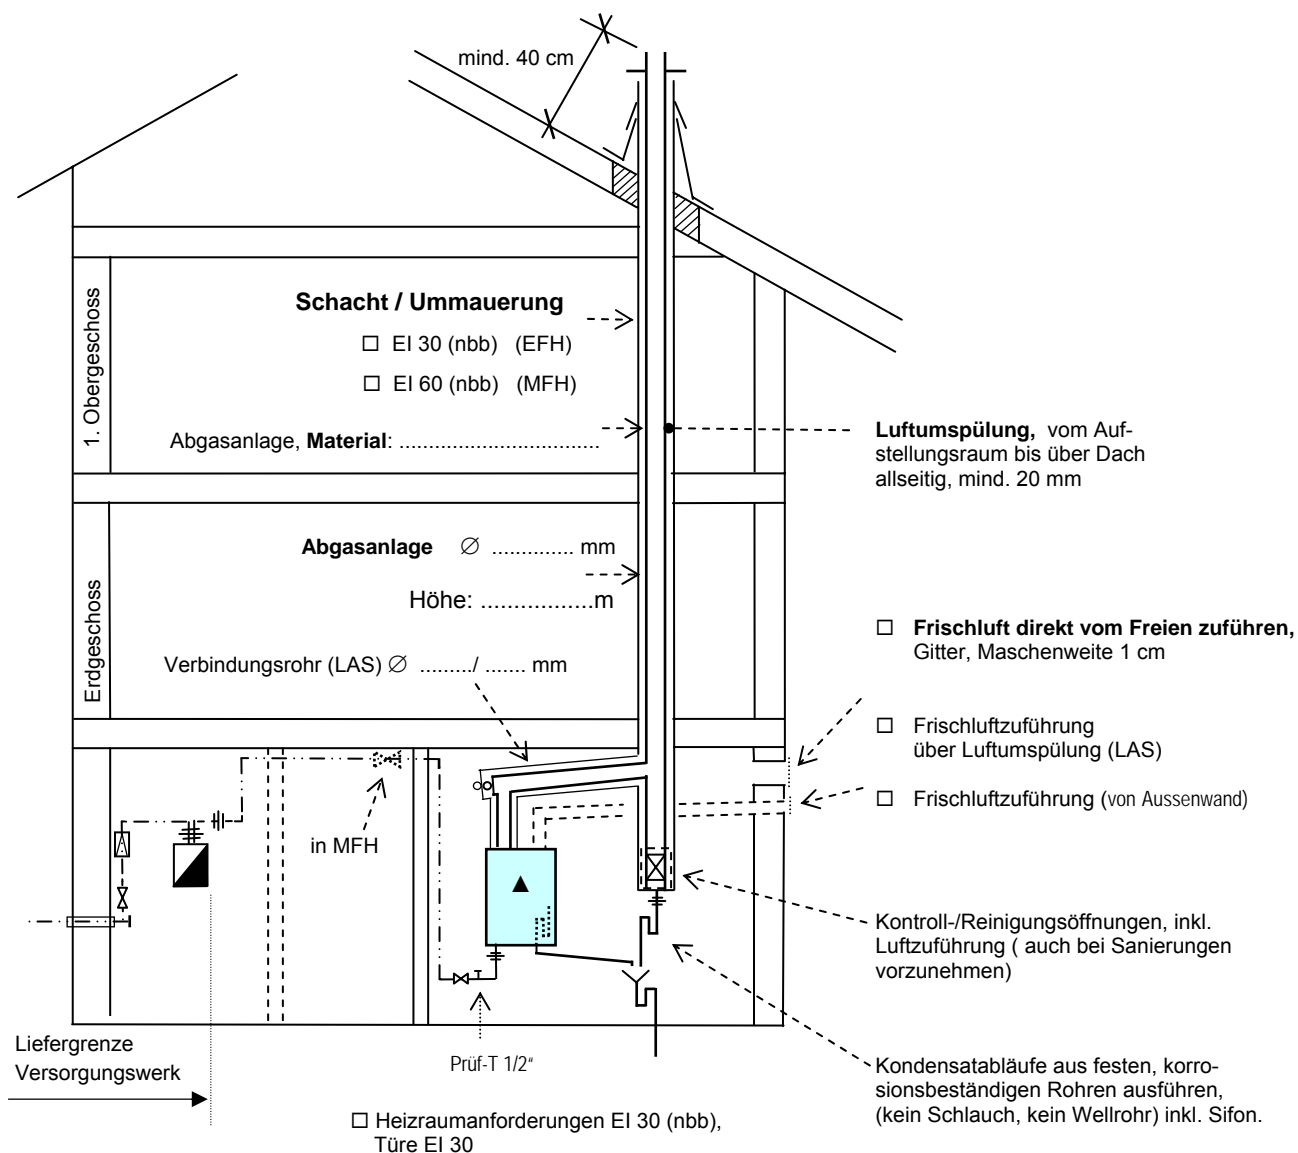 mind. 40 cm
Schacht / Ummauerung
☐ EI 30 (nbb) (EFH)
☐ EI 60 (nbb) (MFH)
1. Obergeschoss
Abgasanlage, Material: ..................................
Luftumspülung, vom Auf-
stellungsraum bis über Dach
allseitig, mind. 20 mm
Abgasanlage ∅ .............. mm
Höhe: .................m
Erdgeschoss
Verbindungsrohr (LAS) ∅ ........./ ....... mm
☐ Frischluft direkt vom Freien zuführen,
Gitter, Maschenweite 1 cm
☐ Frischluftzuführung
über Luftumspülung (LAS)
☐ Frischluftzuführung (von Aussenwand)
in MFH
Kontroll-/Reinigungsöffnungen, inkl.
Luftzuführung ( auch bei Sanierungen
vorzunehmen)
Liefergrenze
Versorgungswerk
Prüf-T 1/2“
Kondensatabläufe aus festen, korro-
sionsbeständigen Rohren ausführen,
(kein Schlauch, kein Wellrohr) inkl. Sifon.
☐ Heizraumanforderungen EI 30 (nbb),
Türe EI 30